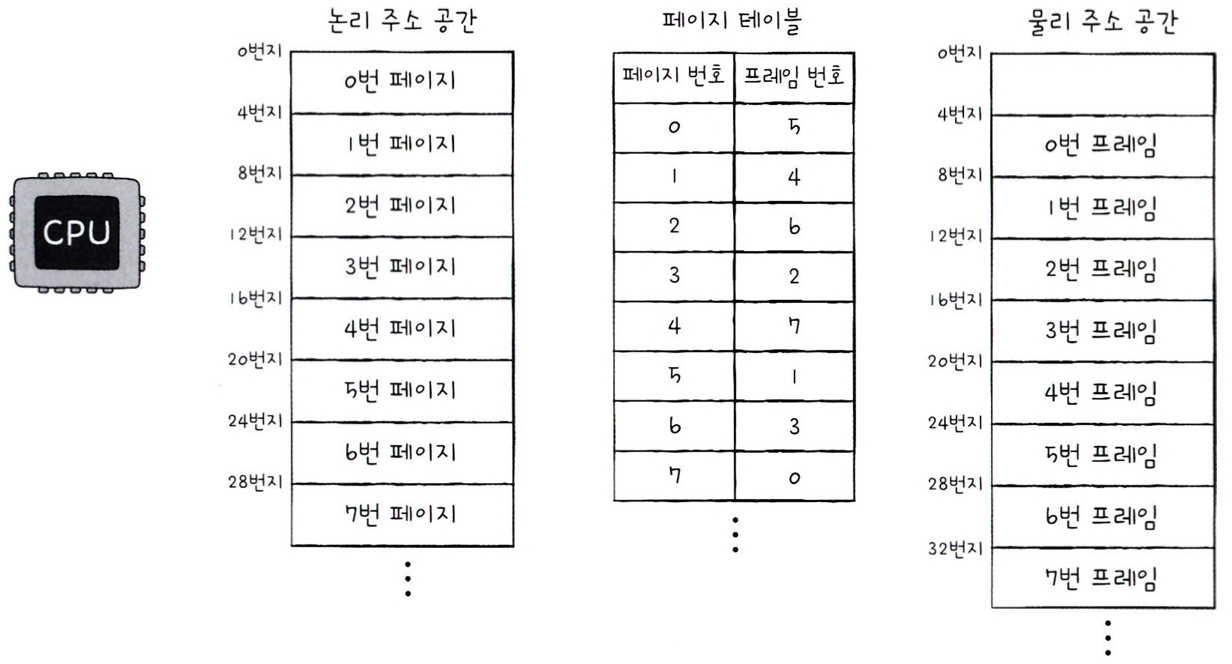 CPU
논리 주소 공간
0번지
0번 페이지
4번지
1번 페이지
8번지
2번 페이지
12번지
3번 페이지
16번지
4번 페이지
20번지
5번 페이지
24번지
6번 페이지
28번지
7번 페이지
페이지 테이블
페이지 번호 프레임 번호
0 5
1 4
2 6
3 2
4 7
5 1
6 3
7 0
물리 주소 공간
0번지
4번지
0번 프레임
8번지
1번 프레임
12번지
2번 프레임
16번지
3번 프레임
20번지
4번 프레임
24번지
5번 프레임
28번지
6번 프레임
32번지
7번 프레임